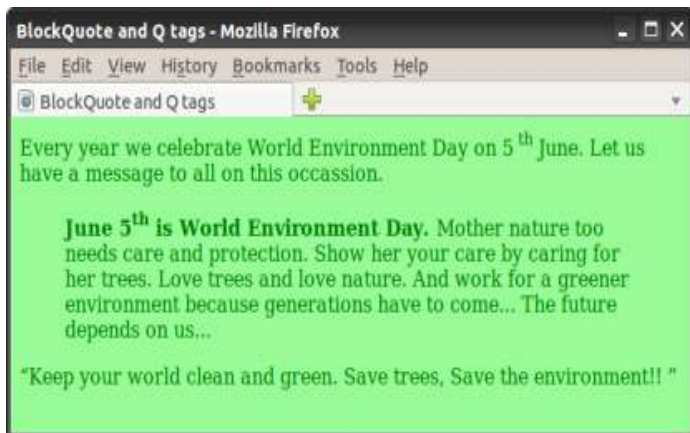 BlockQuote and Q tags - Mozilla Firefox
File Edit View History Bookmarks Tools Help
BlockQuote and Q tags
Every year we celebrate World Environment Day on 5 th June. Let us
have a message to all on this occassion.
June 5th is World Environment Day. Mother nature too
needs care and protection. Show her your care by caring for
her trees. Love trees and love nature. And work for a greener
environment because generations have to come... The future
depends on us...
“Keep your world clean and green. Save trees, Save the environment!! ”